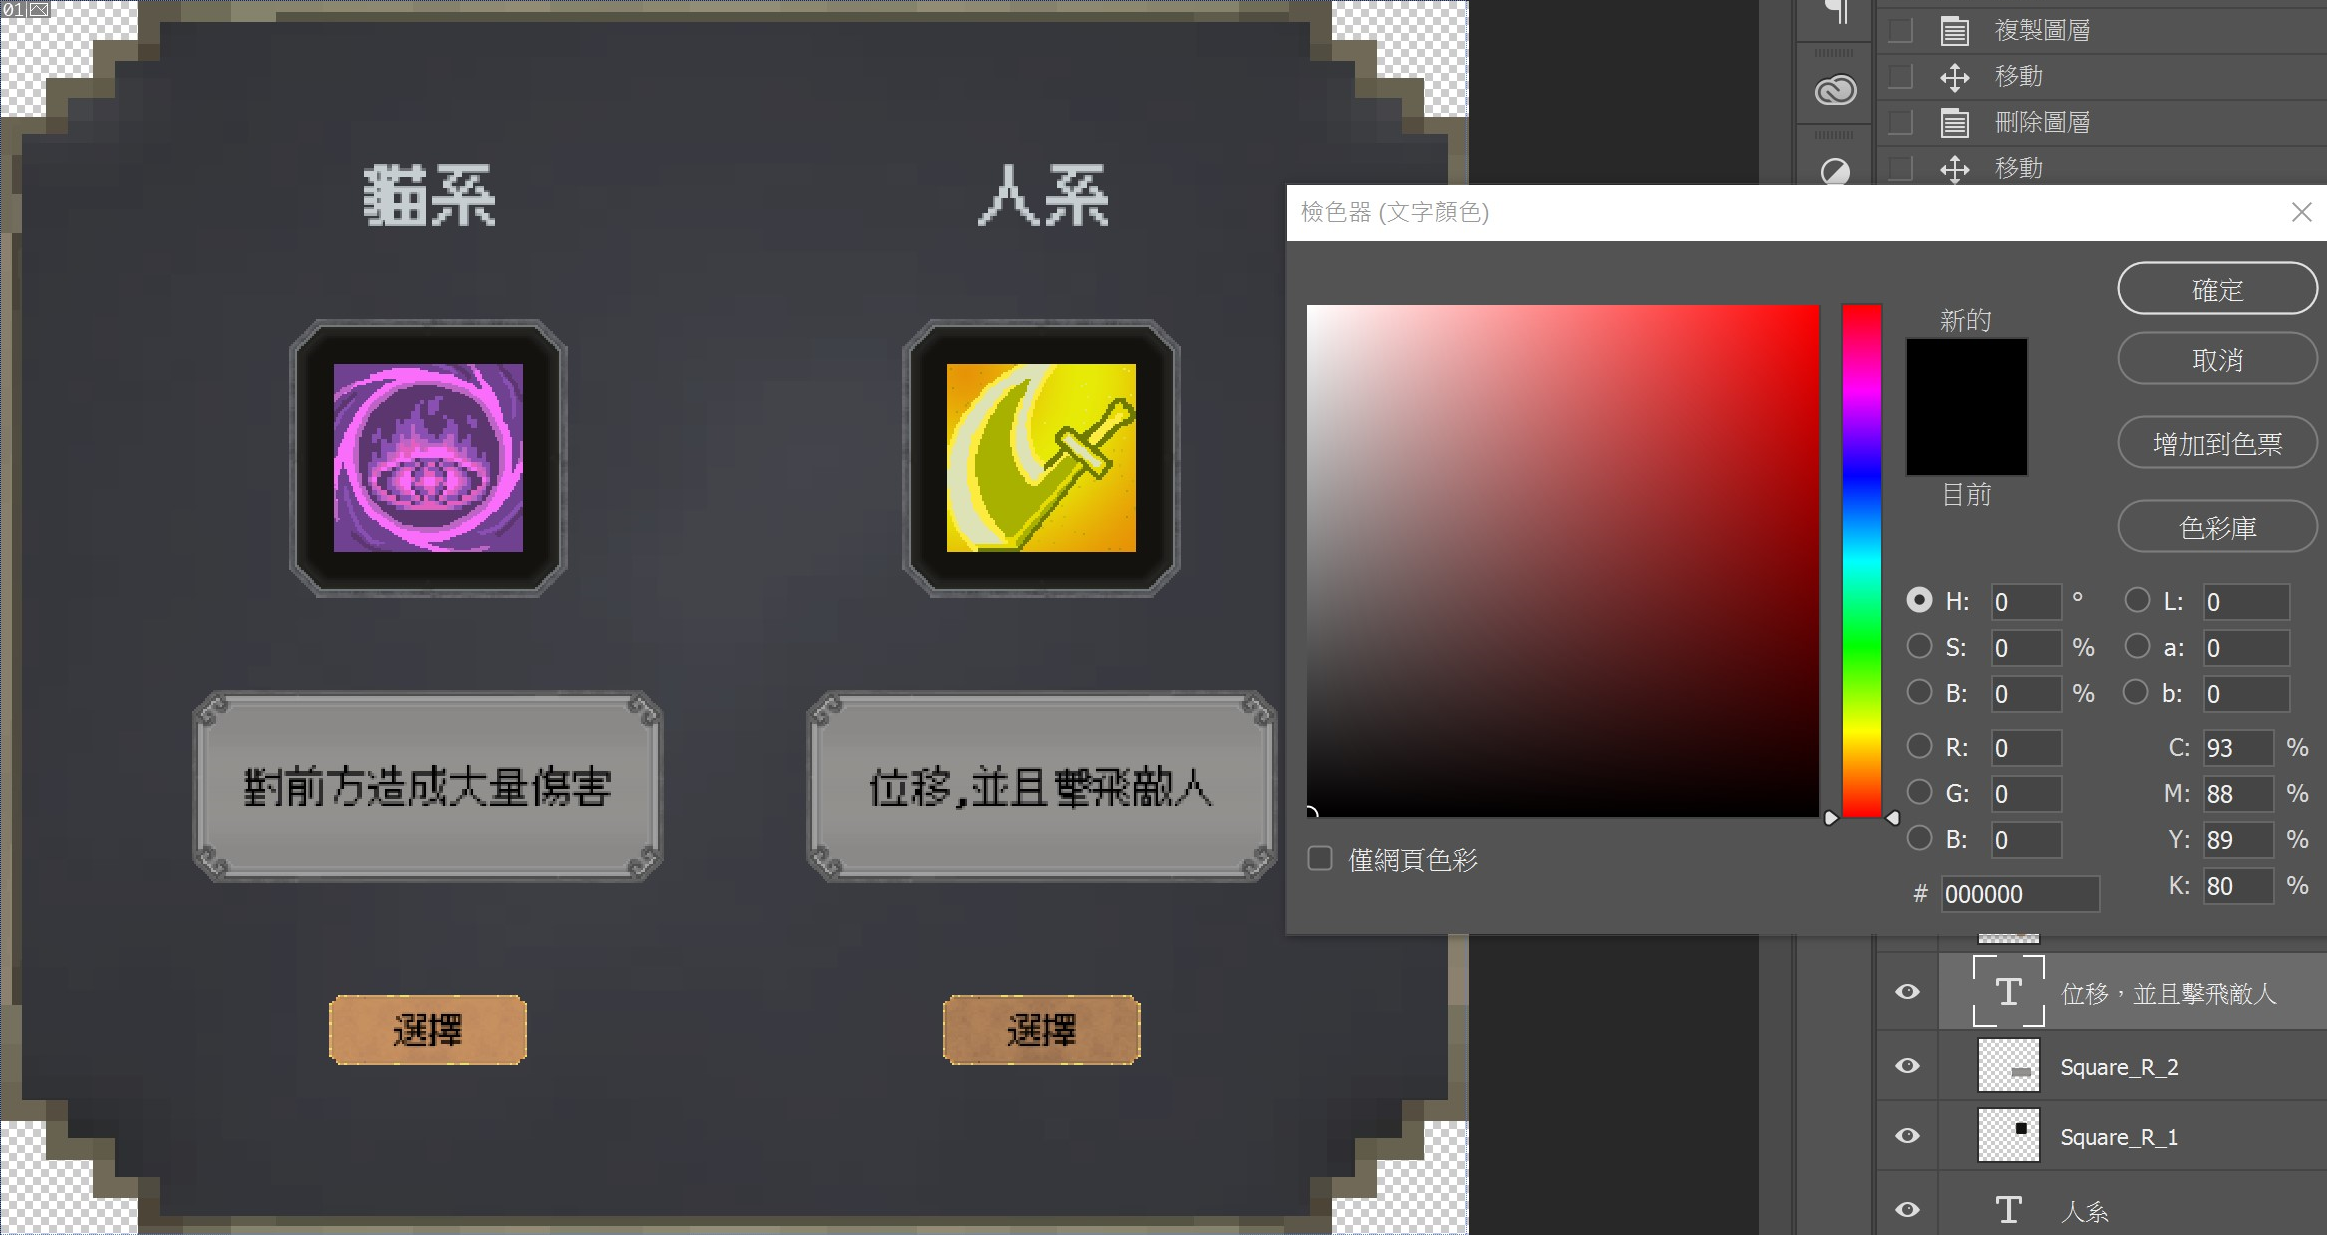 01
貓系
人系
對前方造成大量傷害
位移,並且擊飛敵人
選擇
選擇
複製圖層
移動
刪除圖層
移動
檢色器 (文字顏色)
新的
目前
確定
取消
增加到色票
色彩庫
H: 0 °
S: 0 %
B: 0 %
R: 0
G: 0
B: 0
# 000000
L: 0
a: 0
b: 0
C: 93 %
M: 88 %
Y: 89 %
K: 80 %
僅網頁色彩
位移，並且擊飛敵人
Square_R_2
Square_R_1
人系